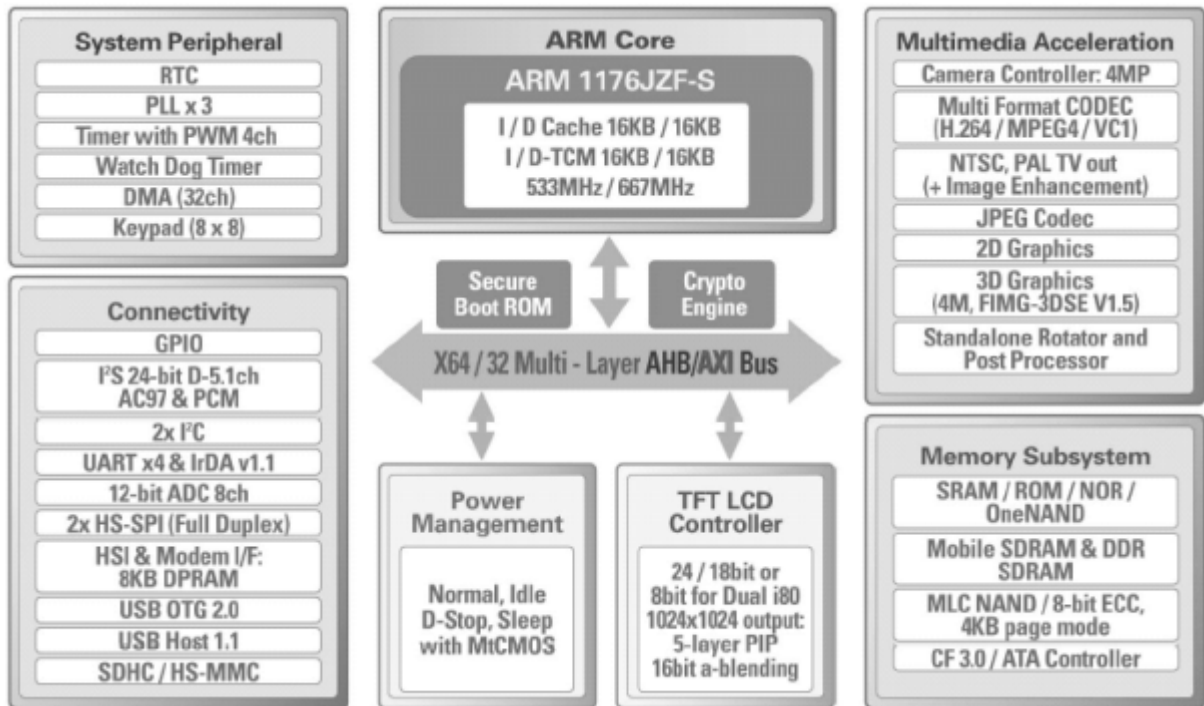 System Peripheral
RTC
PLL x 3
Timer with PWM 4ch
Watch Dog Timer
DMA (32ch)
Keypad (8 x 8)
Connectivity
GPIO
I²S 24-bit D-5.1ch
AC97 & PCM
2x I²C
UART x4 & IrDA v1.1
12-bit ADC 8ch
2x HS-SPI (Full Duplex)
HSI & Modem I/F:
8KB DPRAM
USB OTG 2.0
USB Host 1.1
SDHC / HS-MMC
ARM Core
ARM 1176JZF-S
I / D Cache 16KB / 16KB
I / D-TCM 16KB / 16KB
533MHz / 667MHz
Secure
Boot ROM
Crypto
Engine
X64 / 32 Multi - Layer AHB/AXI Bus
Power
Management
Normal, Idle
D-Stop, Sleep
with MtCMOS
TFT LCD
Controller
24 / 18bit or
8bit for Dual i80
1024x1024 output:
5-layer PIP
16bit a-blending
Multimedia Acceleration
Camera Controller: 4MP
Multi Format CODEC
(H.264 / MPEG4 / VC1)
NTSC, PAL TV out
(+ Image Enhancement)
JPEG Codec
2D Graphics
3D Graphics
(4M, FIMG-3DSE V1.5)
Standalone Rotator and
Post Processor
Memory Subsystem
SRAM / ROM / NOR /
OneNAND
Mobile SDRAM & DDR
SDRAM
MLC NAND / 8-bit ECC,
4KB page mode
CF 3.0 / ATA Controller